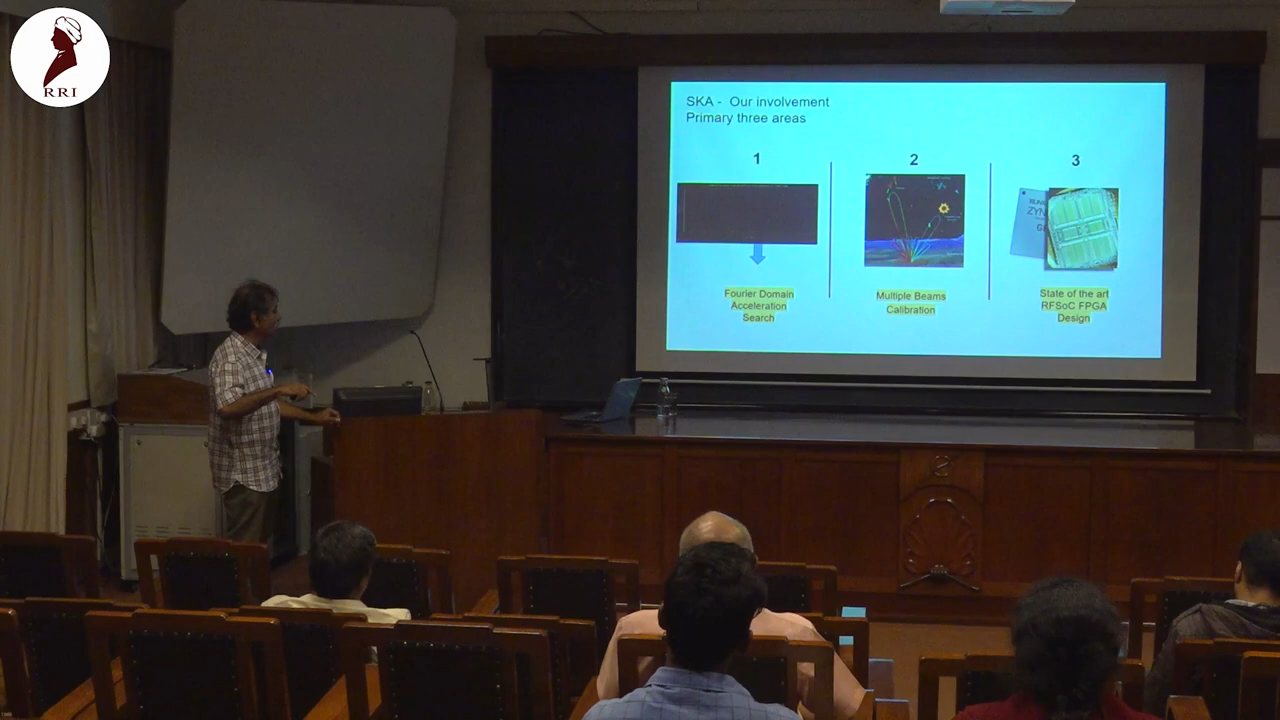 RRI
SKA - Our involvement
Primary three areas
1
2
3
ZYN
Fourier Domain
Acceleration
Search
Multiple Beams
Calibration
State of the art
RFSoC FPGA
Design